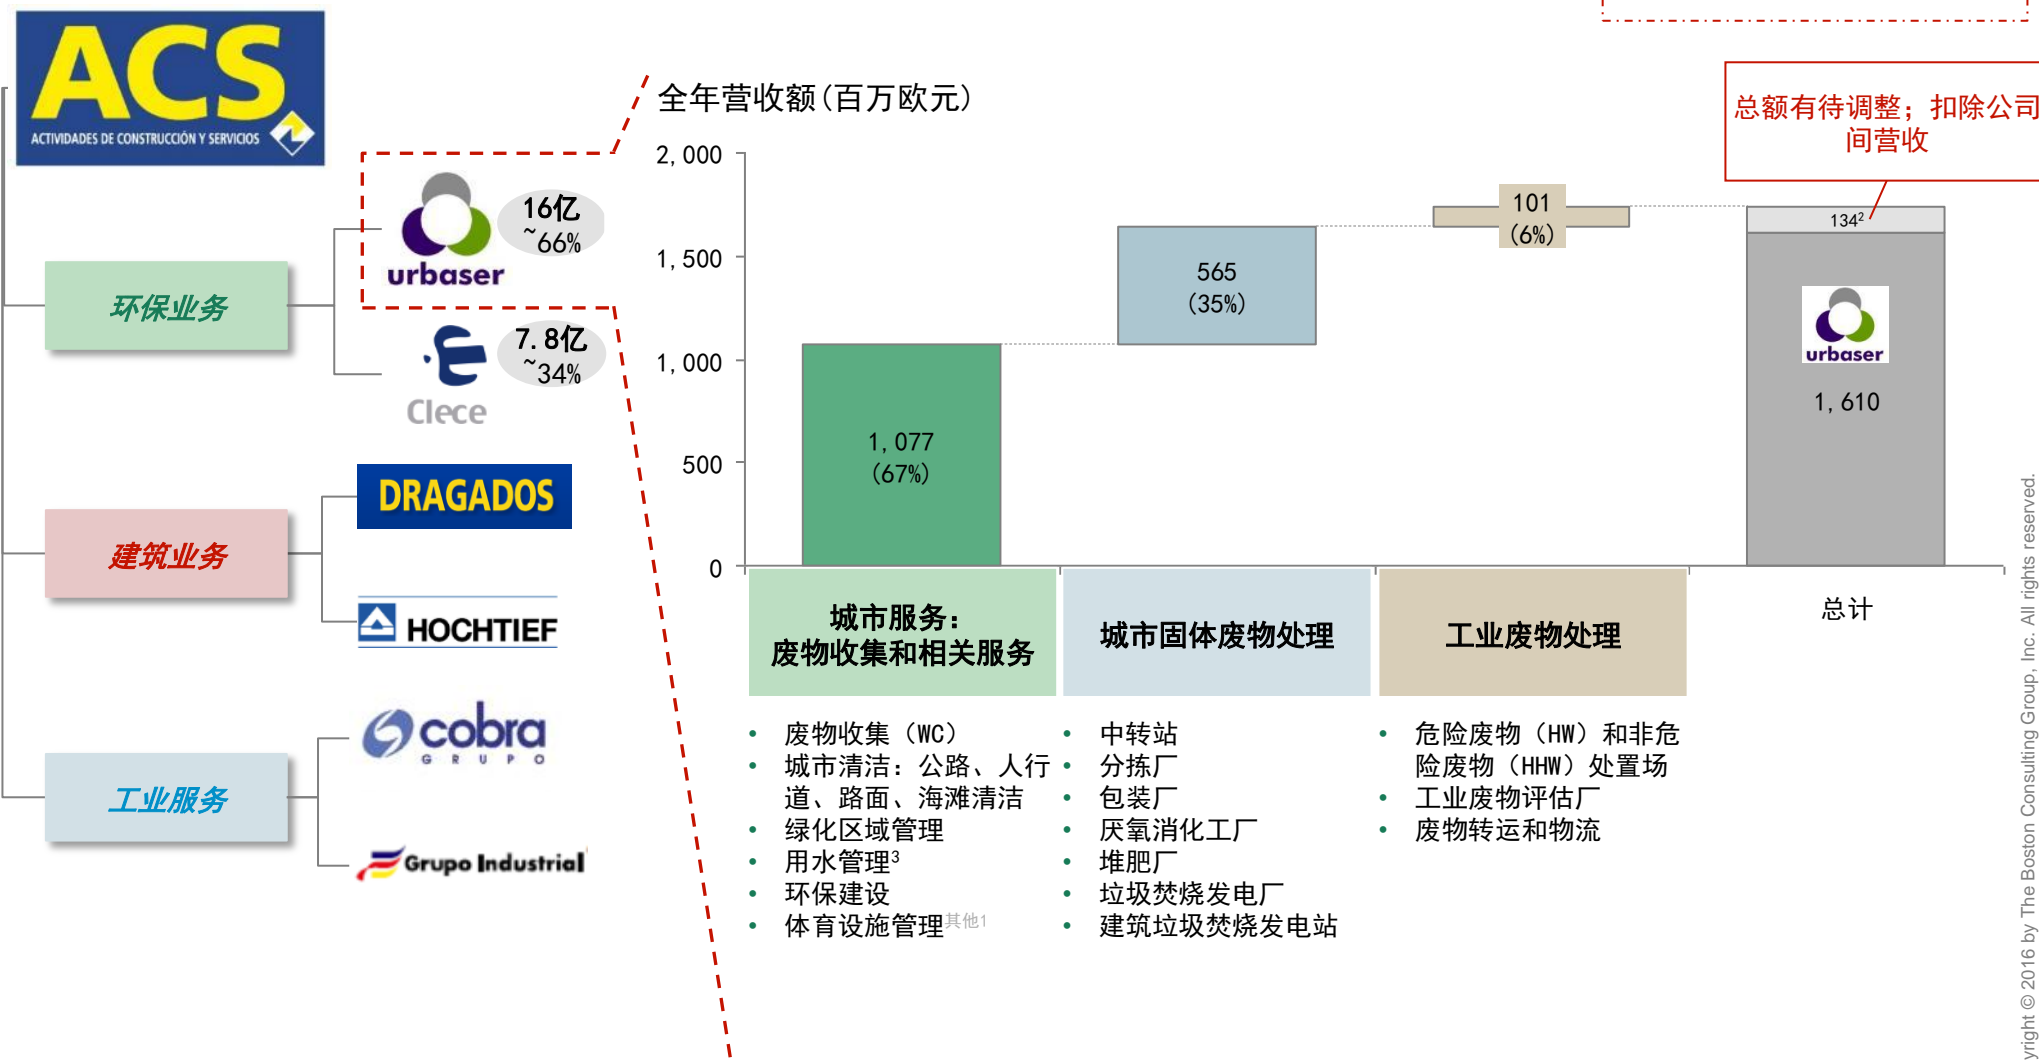 ACS
ACTIVIDADES DE CONSTRUCCIÓN Y SERVICIOS
环保业务
urbaser
16亿
~66%
7.8亿
~34%
Clece
建筑业务
DRAGADOS
HOCHTIEF
工业服务
cobra
GRUPO
Grupo Industrial
全年营收额(百万欧元)
总额有待调整；扣除公司
间营收
2,000
1,500
1,000
500
0
1,077
(67%)
565
(35%)
101
(6%)
134²
urbaser
1,610
城市服务：
废物收集和相关服务
城市固体废物处理
工业废物处理
总计
• 废物收集（WC）
• 城市清洁：公路、人行
道、路面、海滩清洁
• 绿化区域管理
• 用水管理³
• 环保建设
• 体育设施管理其他1
• 中转站
• 分拣厂
• 包装厂
• 厌氧消化工厂
• 堆肥厂
• 垃圾焚烧发电厂
• 建筑垃圾焚烧发电站
• 危险废物（HW）和非危
险废物（HHW）处置场
• 工业废物评估厂
• 废物转运和物流
yright © 2016 by The Boston Consulting Group, Inc. All rights reserved.